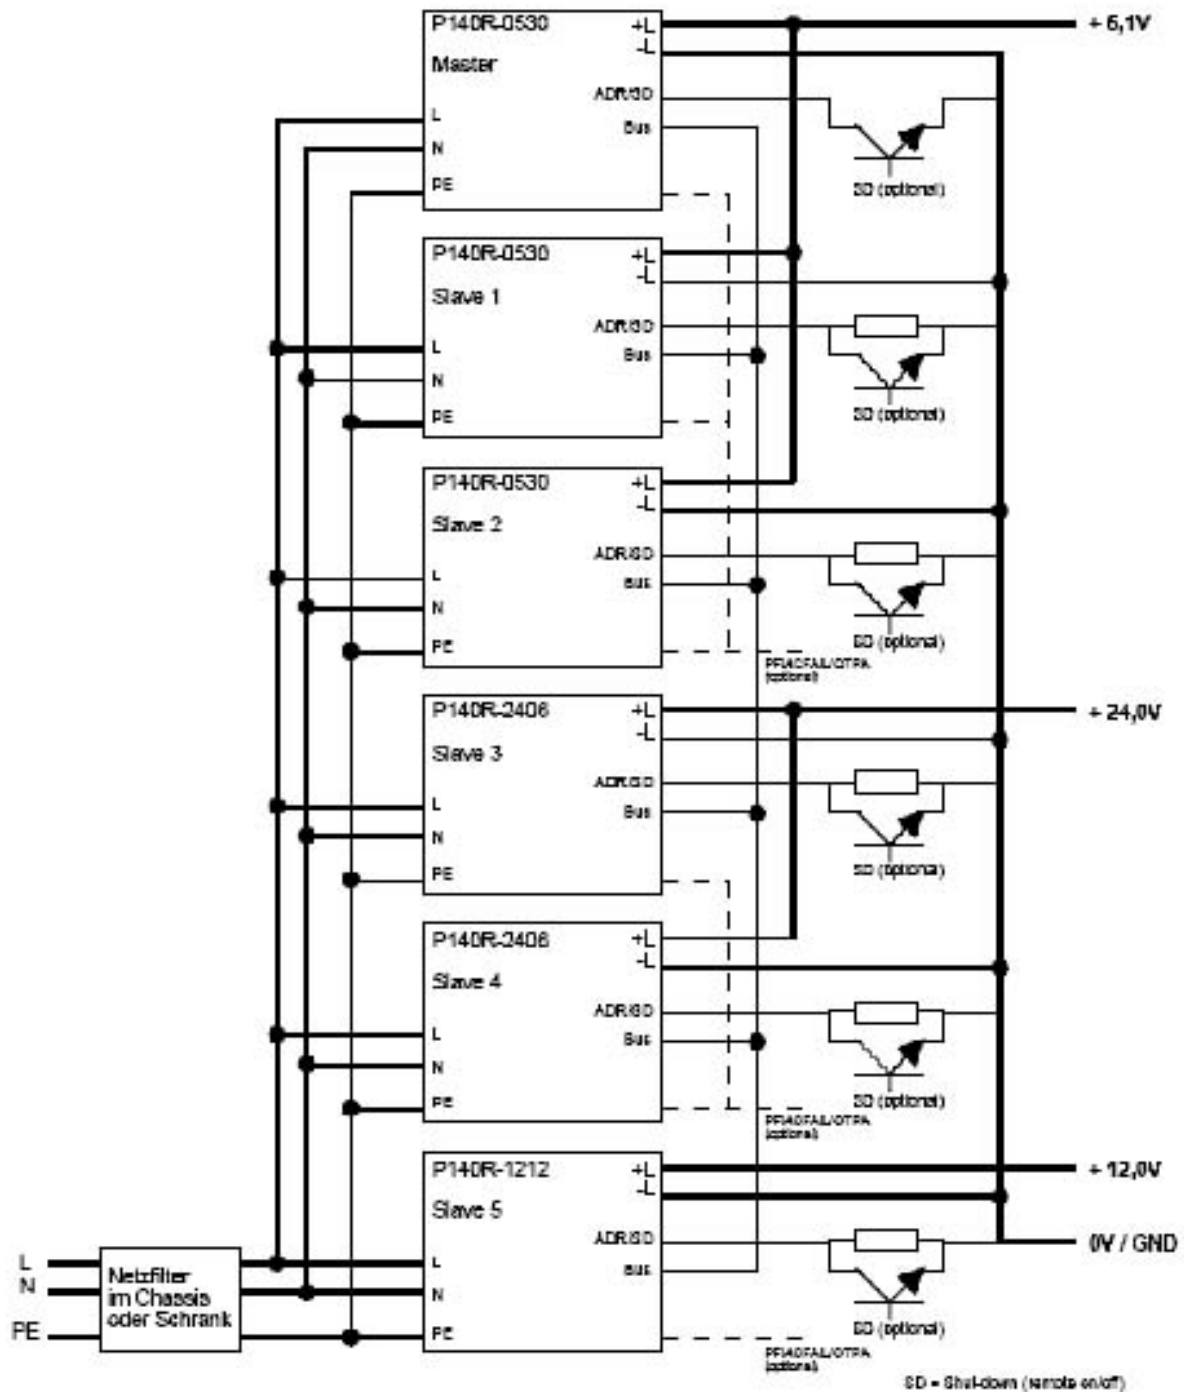 P140R-0530 +L + 5,1V
-L
Master
ADR/SD
L Bus
N
SD (optional)
PE
P140R-0530 +L
-L
Slave 1
ADR/SD
L Bus
N
SD (optional)
PE
P140R-0530 +L
-L
Slave 2
ADR/SD
L Bus
N
SD (optional)
PE
PFI/ACFAIL/OTPA
(optional)
P140R-2406 +L + 24,0V
-L
Slave 3
ADR/SD
L Bus
N
SD (optional)
PE
P140R-2406 +L
-L
Slave 4
ADR/SD
L Bus
N
SD (optional)
PE
PFI/ACFAIL/OTPA
(optional)
P140R-1212 +L + 12,0V
-L
Slave 5
ADR/SD 0V / GND
L L Bus
N Netzfilter N
im Chassis
oder Schrank
PE PE SD (optional)
PFI/ACFAIL/OTPA
(optional)
SD = Shut-down (remote on/off)